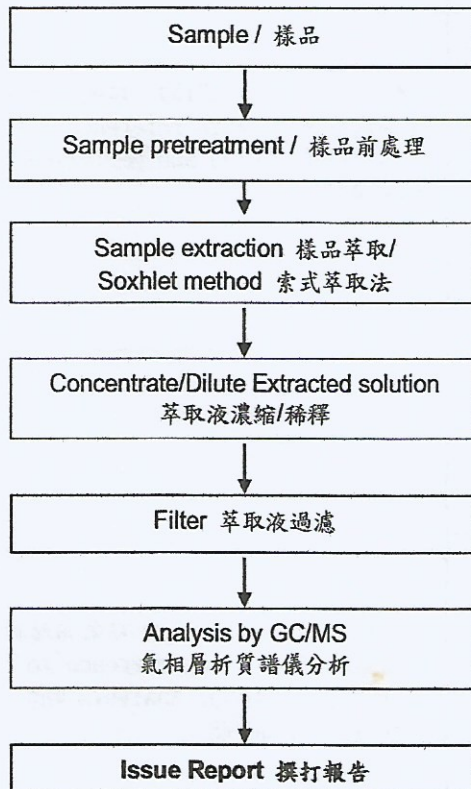 Sample / 樣品
Sample pretreatment / 樣品前處理
Sample extraction 樣品萃取/
Soxhlet method 索式萃取法
Concentrate/Dilute Extracted solution
萃取液濃縮/稀釋
Filter 萃取液過濾
Analysis by GC/MS
氣相層析質譜儀分析
Issue Report 撰打報告